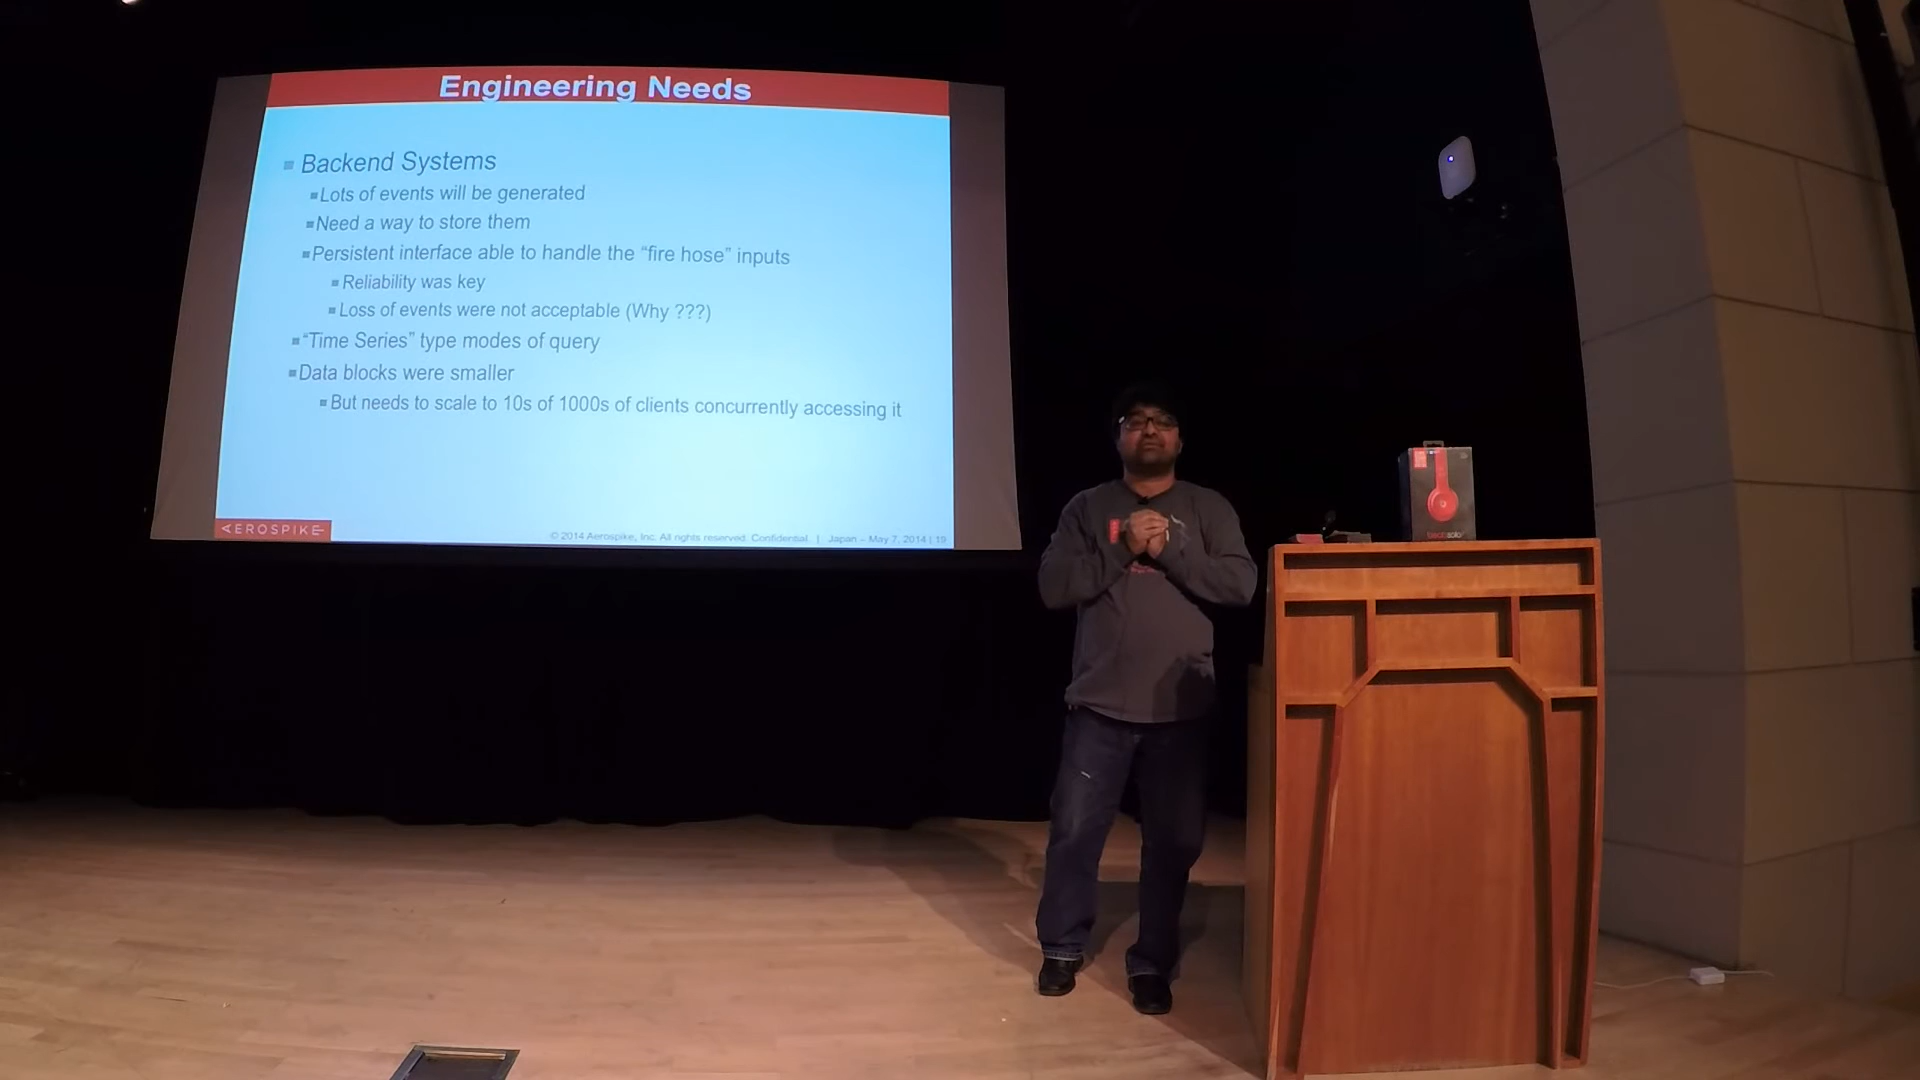 Engineering Needs
Backend Systems
Lots of events will be generated
Need a way to store them
Persistent interface able to handle the “fire hose” inputs
Reliability was key
Loss of events were not acceptable (Why ???)
“Time Series” type modes of query
Data blocks were smaller
But needs to scale to 10s of 1000s of clients concurrently accessing it
AEROSPIKE
© 2014 Aerospike, Inc. All rights reserved. Confidential. | Japan – May 7, 2014 | 19
beats solo